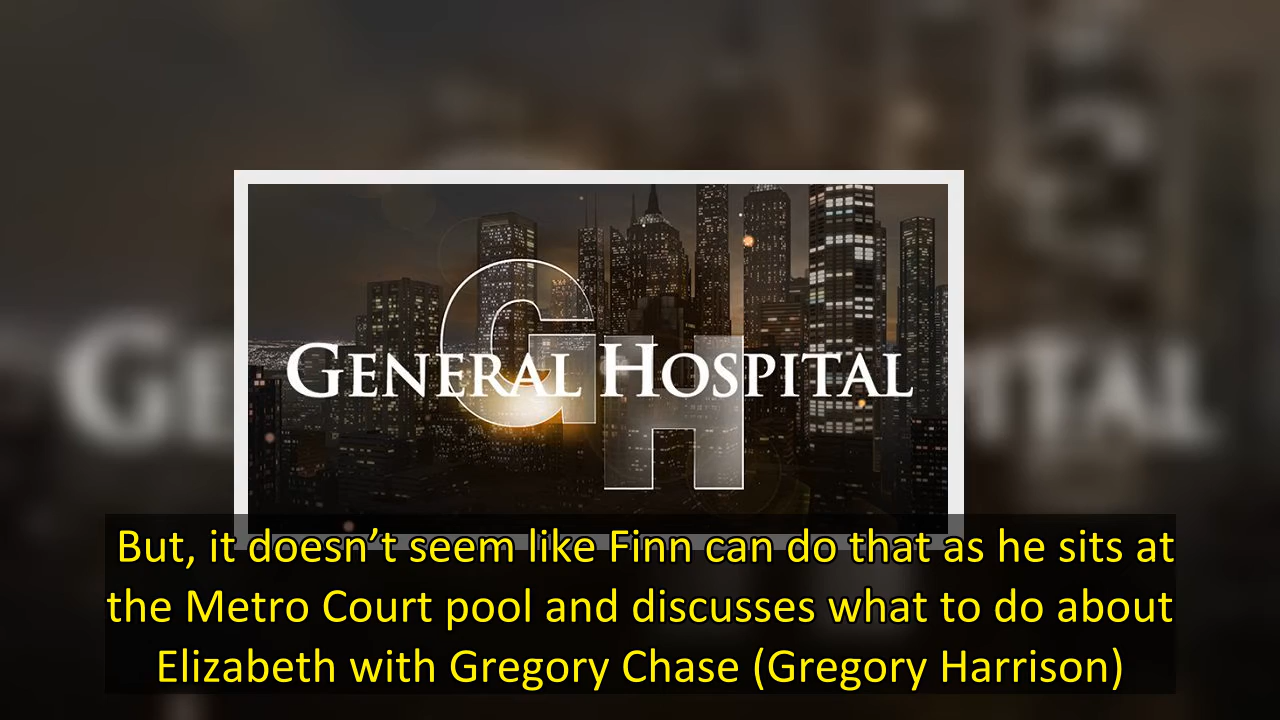 GH
GENERAL HOSPITAL
But, it doesn’t seem like Finn can do that as he sits at
the Metro Court pool and discusses what to do about
Elizabeth with Gregory Chase (Gregory Harrison)